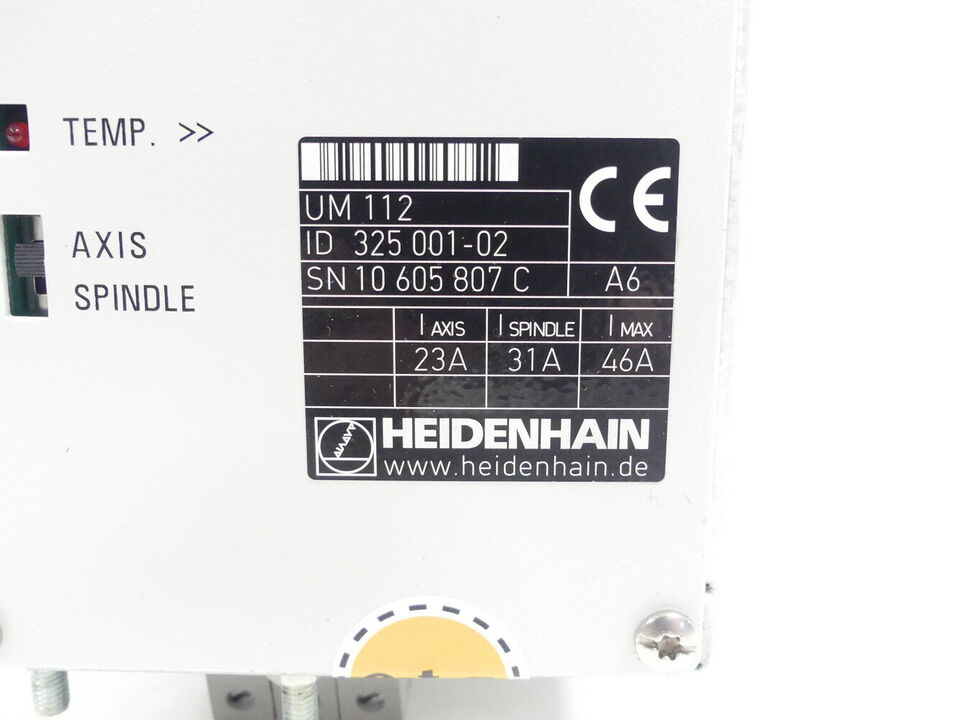 TEMP. >>
AXIS
SPINDLE
CE
UM 112
ID 325 001-02
SN 10 605 807 C A6
I AXIS I SPINDLE I MAX
23A 31A 46A
HEIDENHAIN
www.heidenhain.de